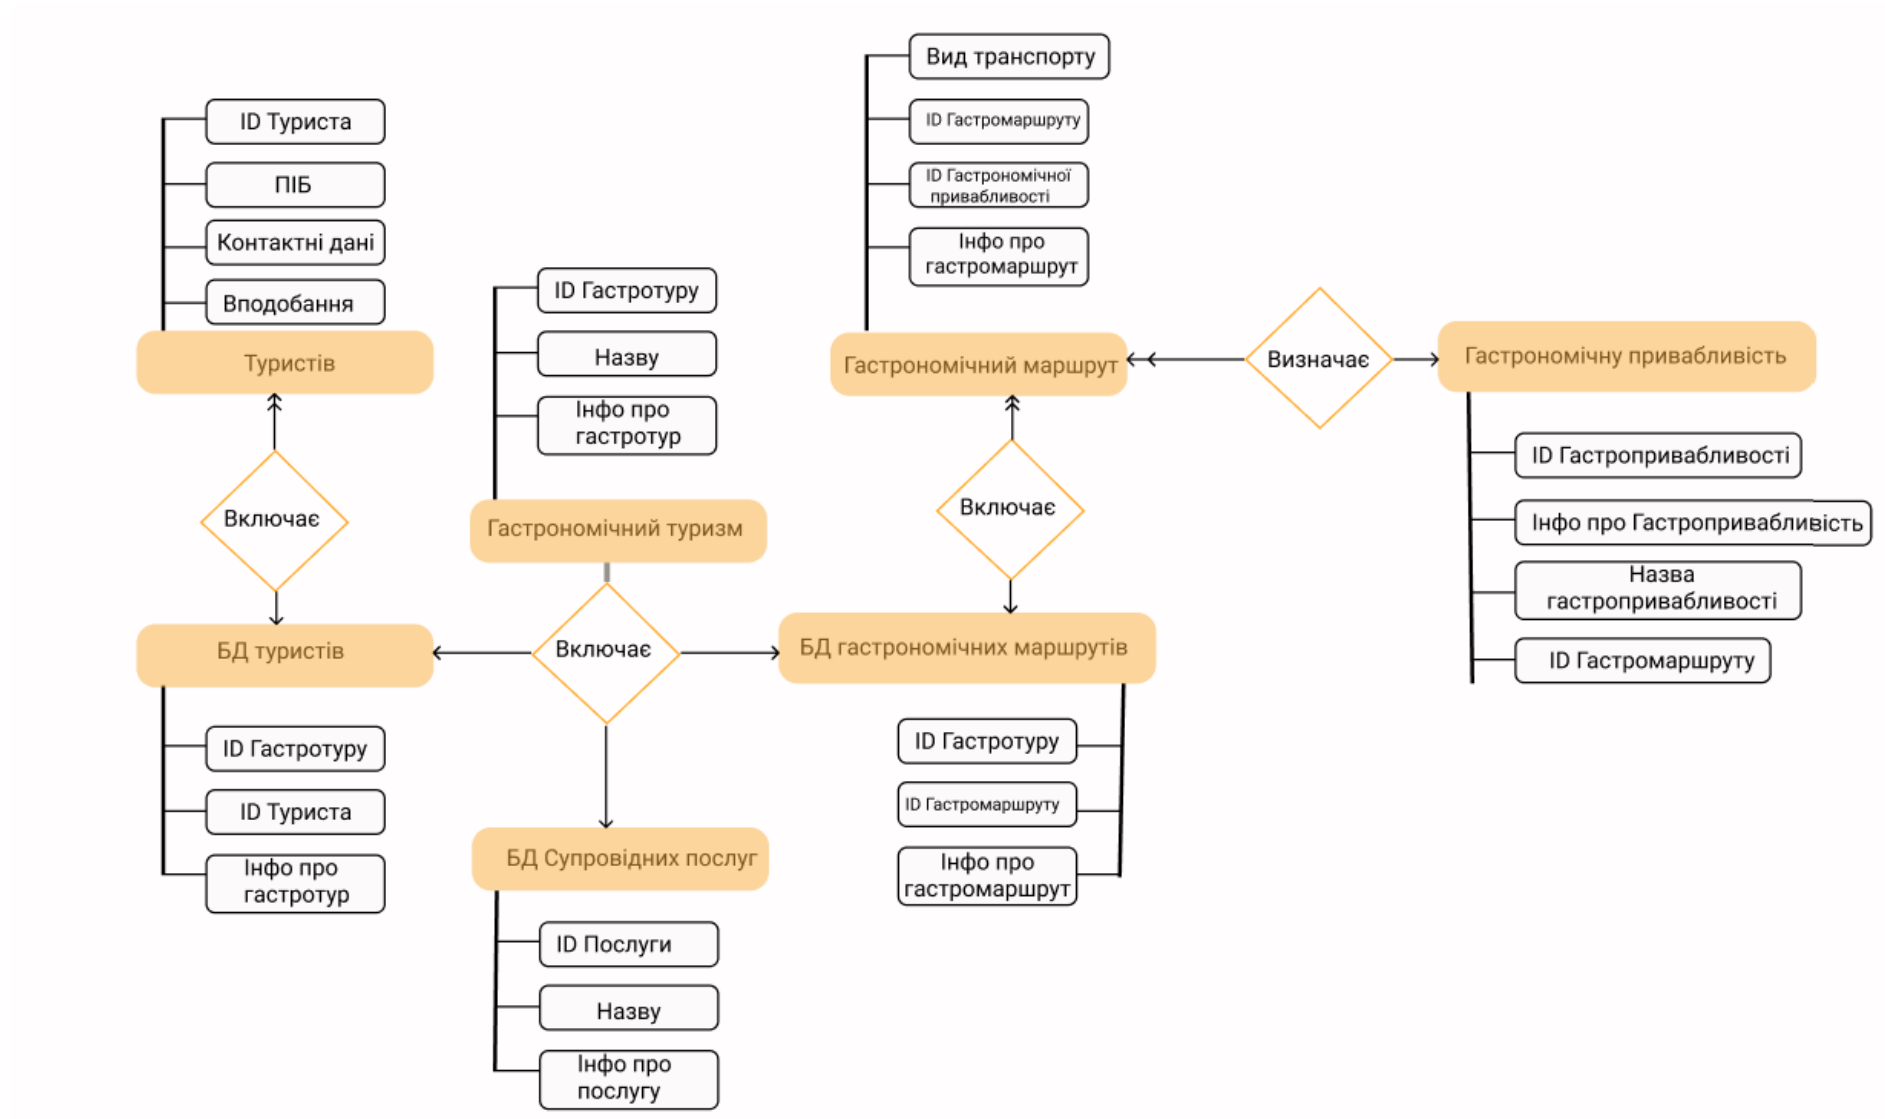 Вид транспорту
ID Гастромаршруту
ID Гастрономічної
привабливості
Інфо про
гастромаршрут
Гастрономічний маршрут
ID Туриста
ПІБ
Контактні дані
Вподобання
Туристів
ID Гастротуру
Назву
Інфо про
гастротур
Гастрономічний туризм
Визначає
Гастрономічну привабливість
ID Гастропривабливості
Інфо про Гастропривабливість
Назва
гастропривабливості
ID Гастромаршруту
Включає
Включає
Включає
БД туристів
ID Гастротуру
ID Туриста
Інфо про
гастротур
БД гастрономічних маршрутів
ID Гастротуру
ID Гастромаршруту
Інфо про
гастромаршрут
БД Супровідних послуг
ID Послуги
Назву
Інфо про
послугу